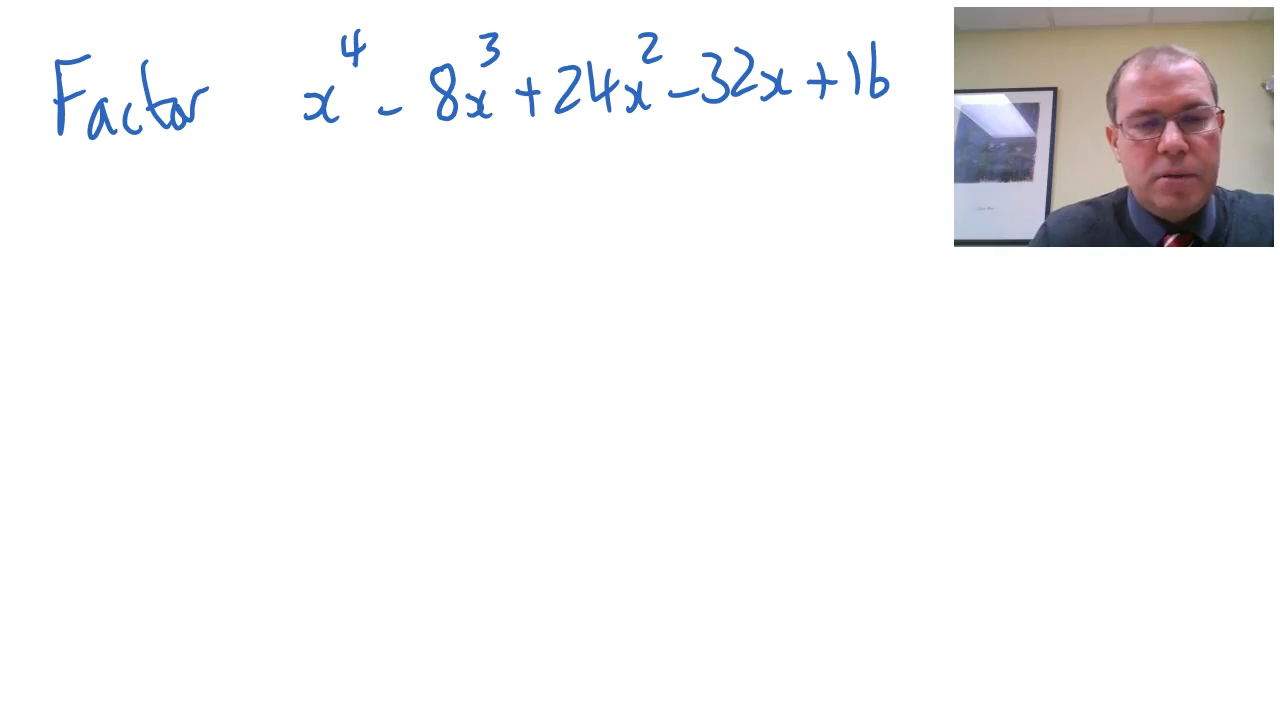 Factor x⁴ - 8x³ + 24x² - 32x + 16